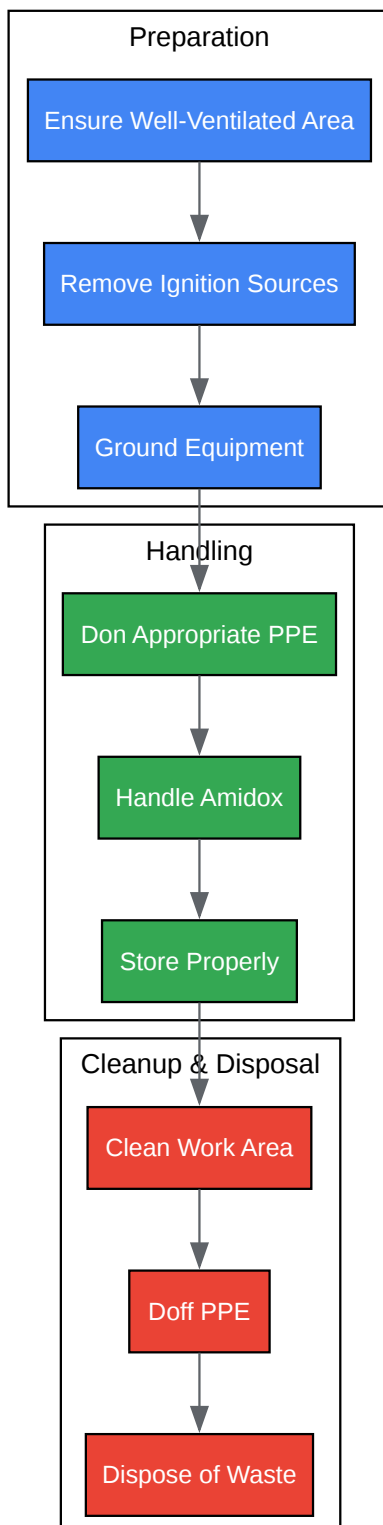 Preparation
Ensure Well-Ventilated Area
Remove Ignition Sources
Ground Equipment
Handling
Don Appropriate PPE
Handle Amidox
Store Properly
Cleanup & Disposal
Clean Work Area
Doff PPE
Dispose of Waste